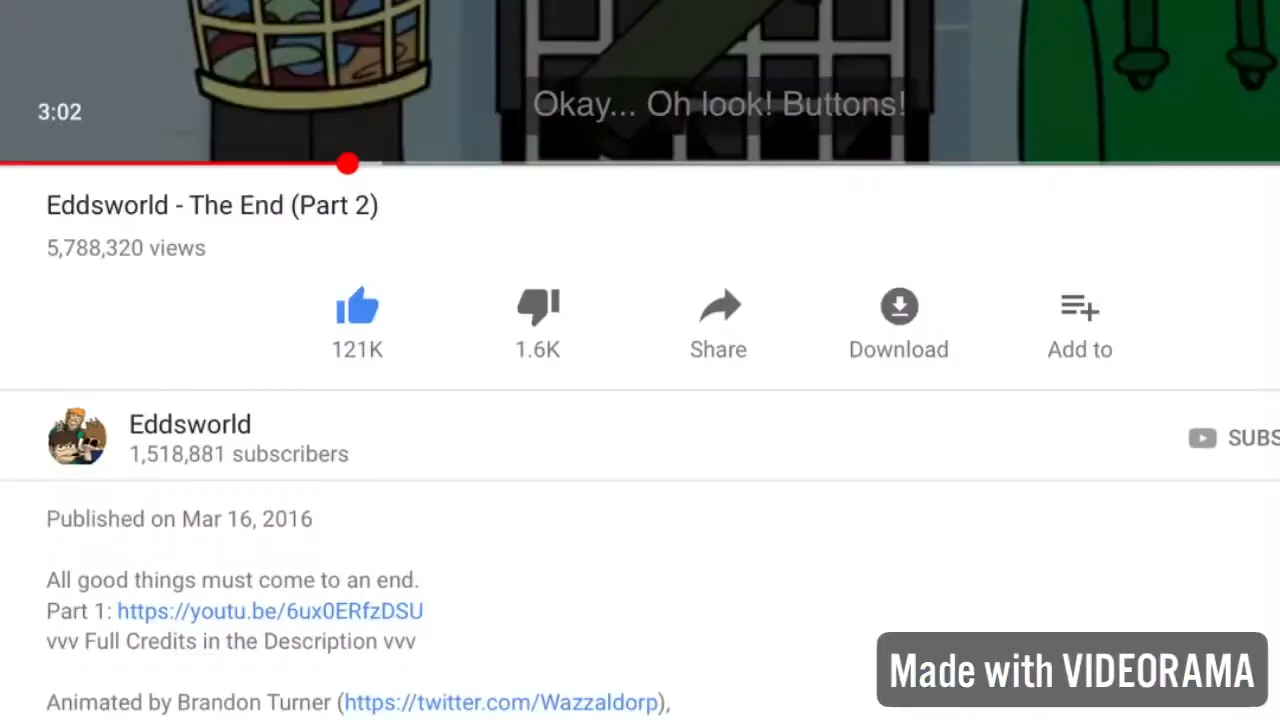 3:02
Okay... Oh look! Buttons!
Eddsworld - The End (Part 2)
5,788,320 views
121K
1.6K
Share
Download
Add to
Eddsworld
1,518,881 subscribers
SUBS
Published on Mar 16, 2016
All good things must come to an end.
Part 1: https://youtu.be/6ux0ERfzDSU
vvv Full Credits in the Description vvv
Animated by Brandon Turner (https://twitter.com/Wazzaldorp),
Made with VIDEORAMA